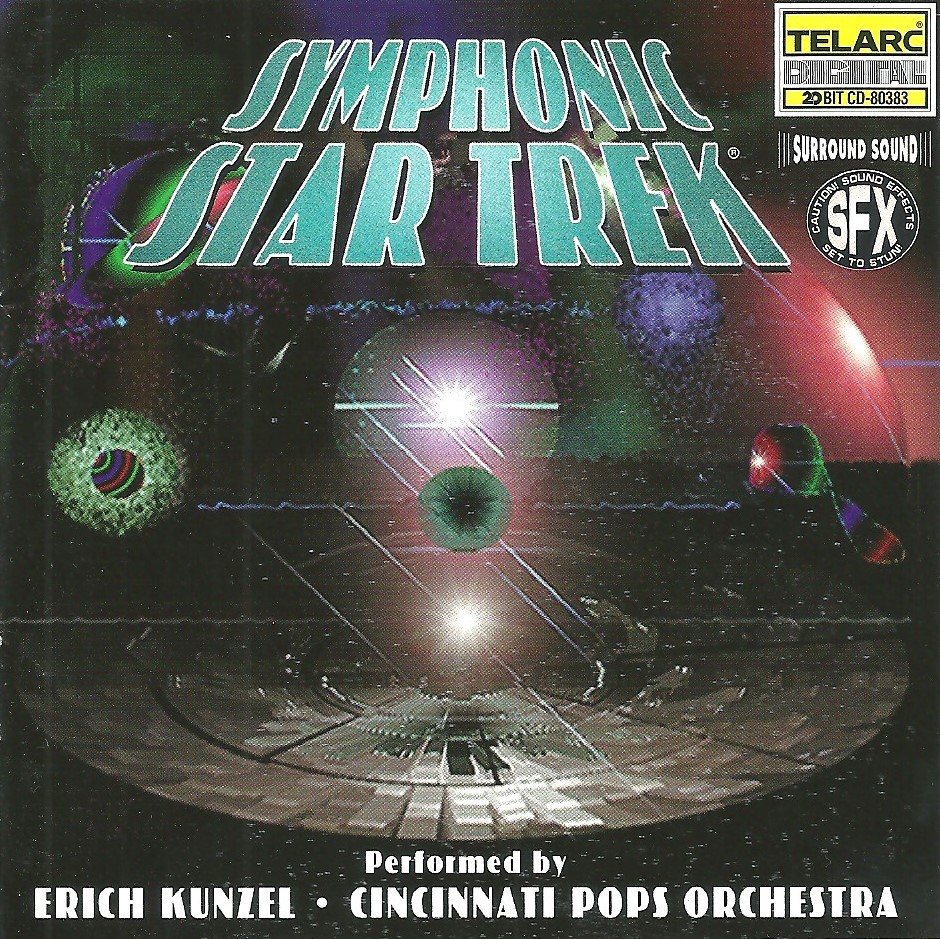 SYMPHONIC
STAR TREK®
TELARC®
DIGITAL
20 BIT CD-80383
SURROUND SOUND
CAUTION! SOUND EFFECTS
SFX
SET TO STUN!
Performed by
ERICH KUNZEL • CINCINNATI POPS ORCHESTRA